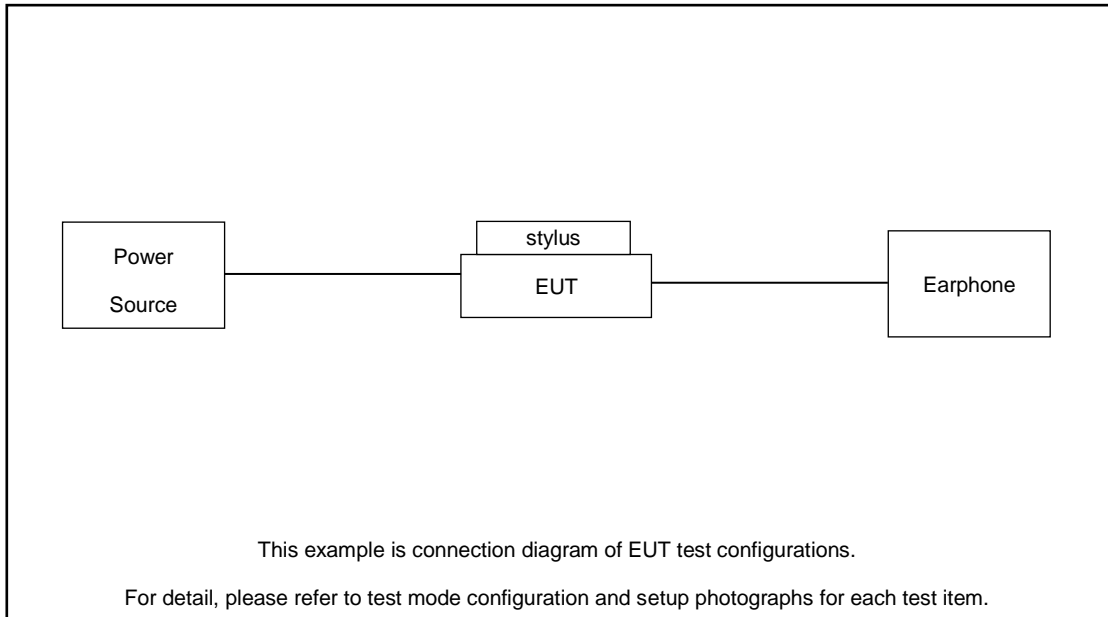 Power
Source
stylus
EUT
Earphone
This example is connection diagram of EUT test configurations.
For detail, please refer to test mode configuration and setup photographs for each test item.